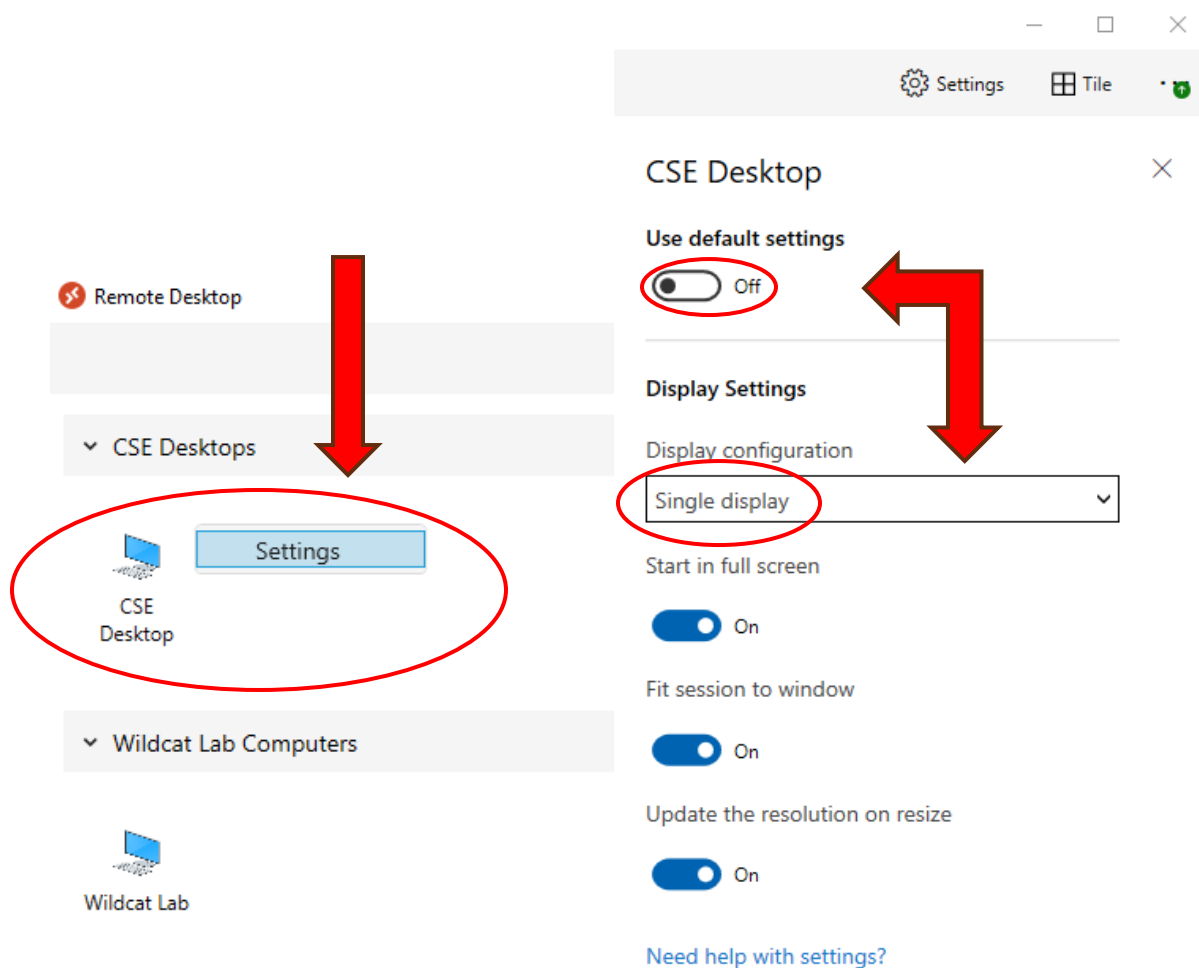 Settings
Tile
Remote Desktop
CSE Desktops
Settings
CSE
Desktop
Wildcat Lab Computers
Wildcat Lab
CSE Desktop
Use default settings
Off
Display Settings
Display configuration
Single display
Start in full screen
On
Fit session to window
On
Update the resolution on resize
On
Need help with settings?